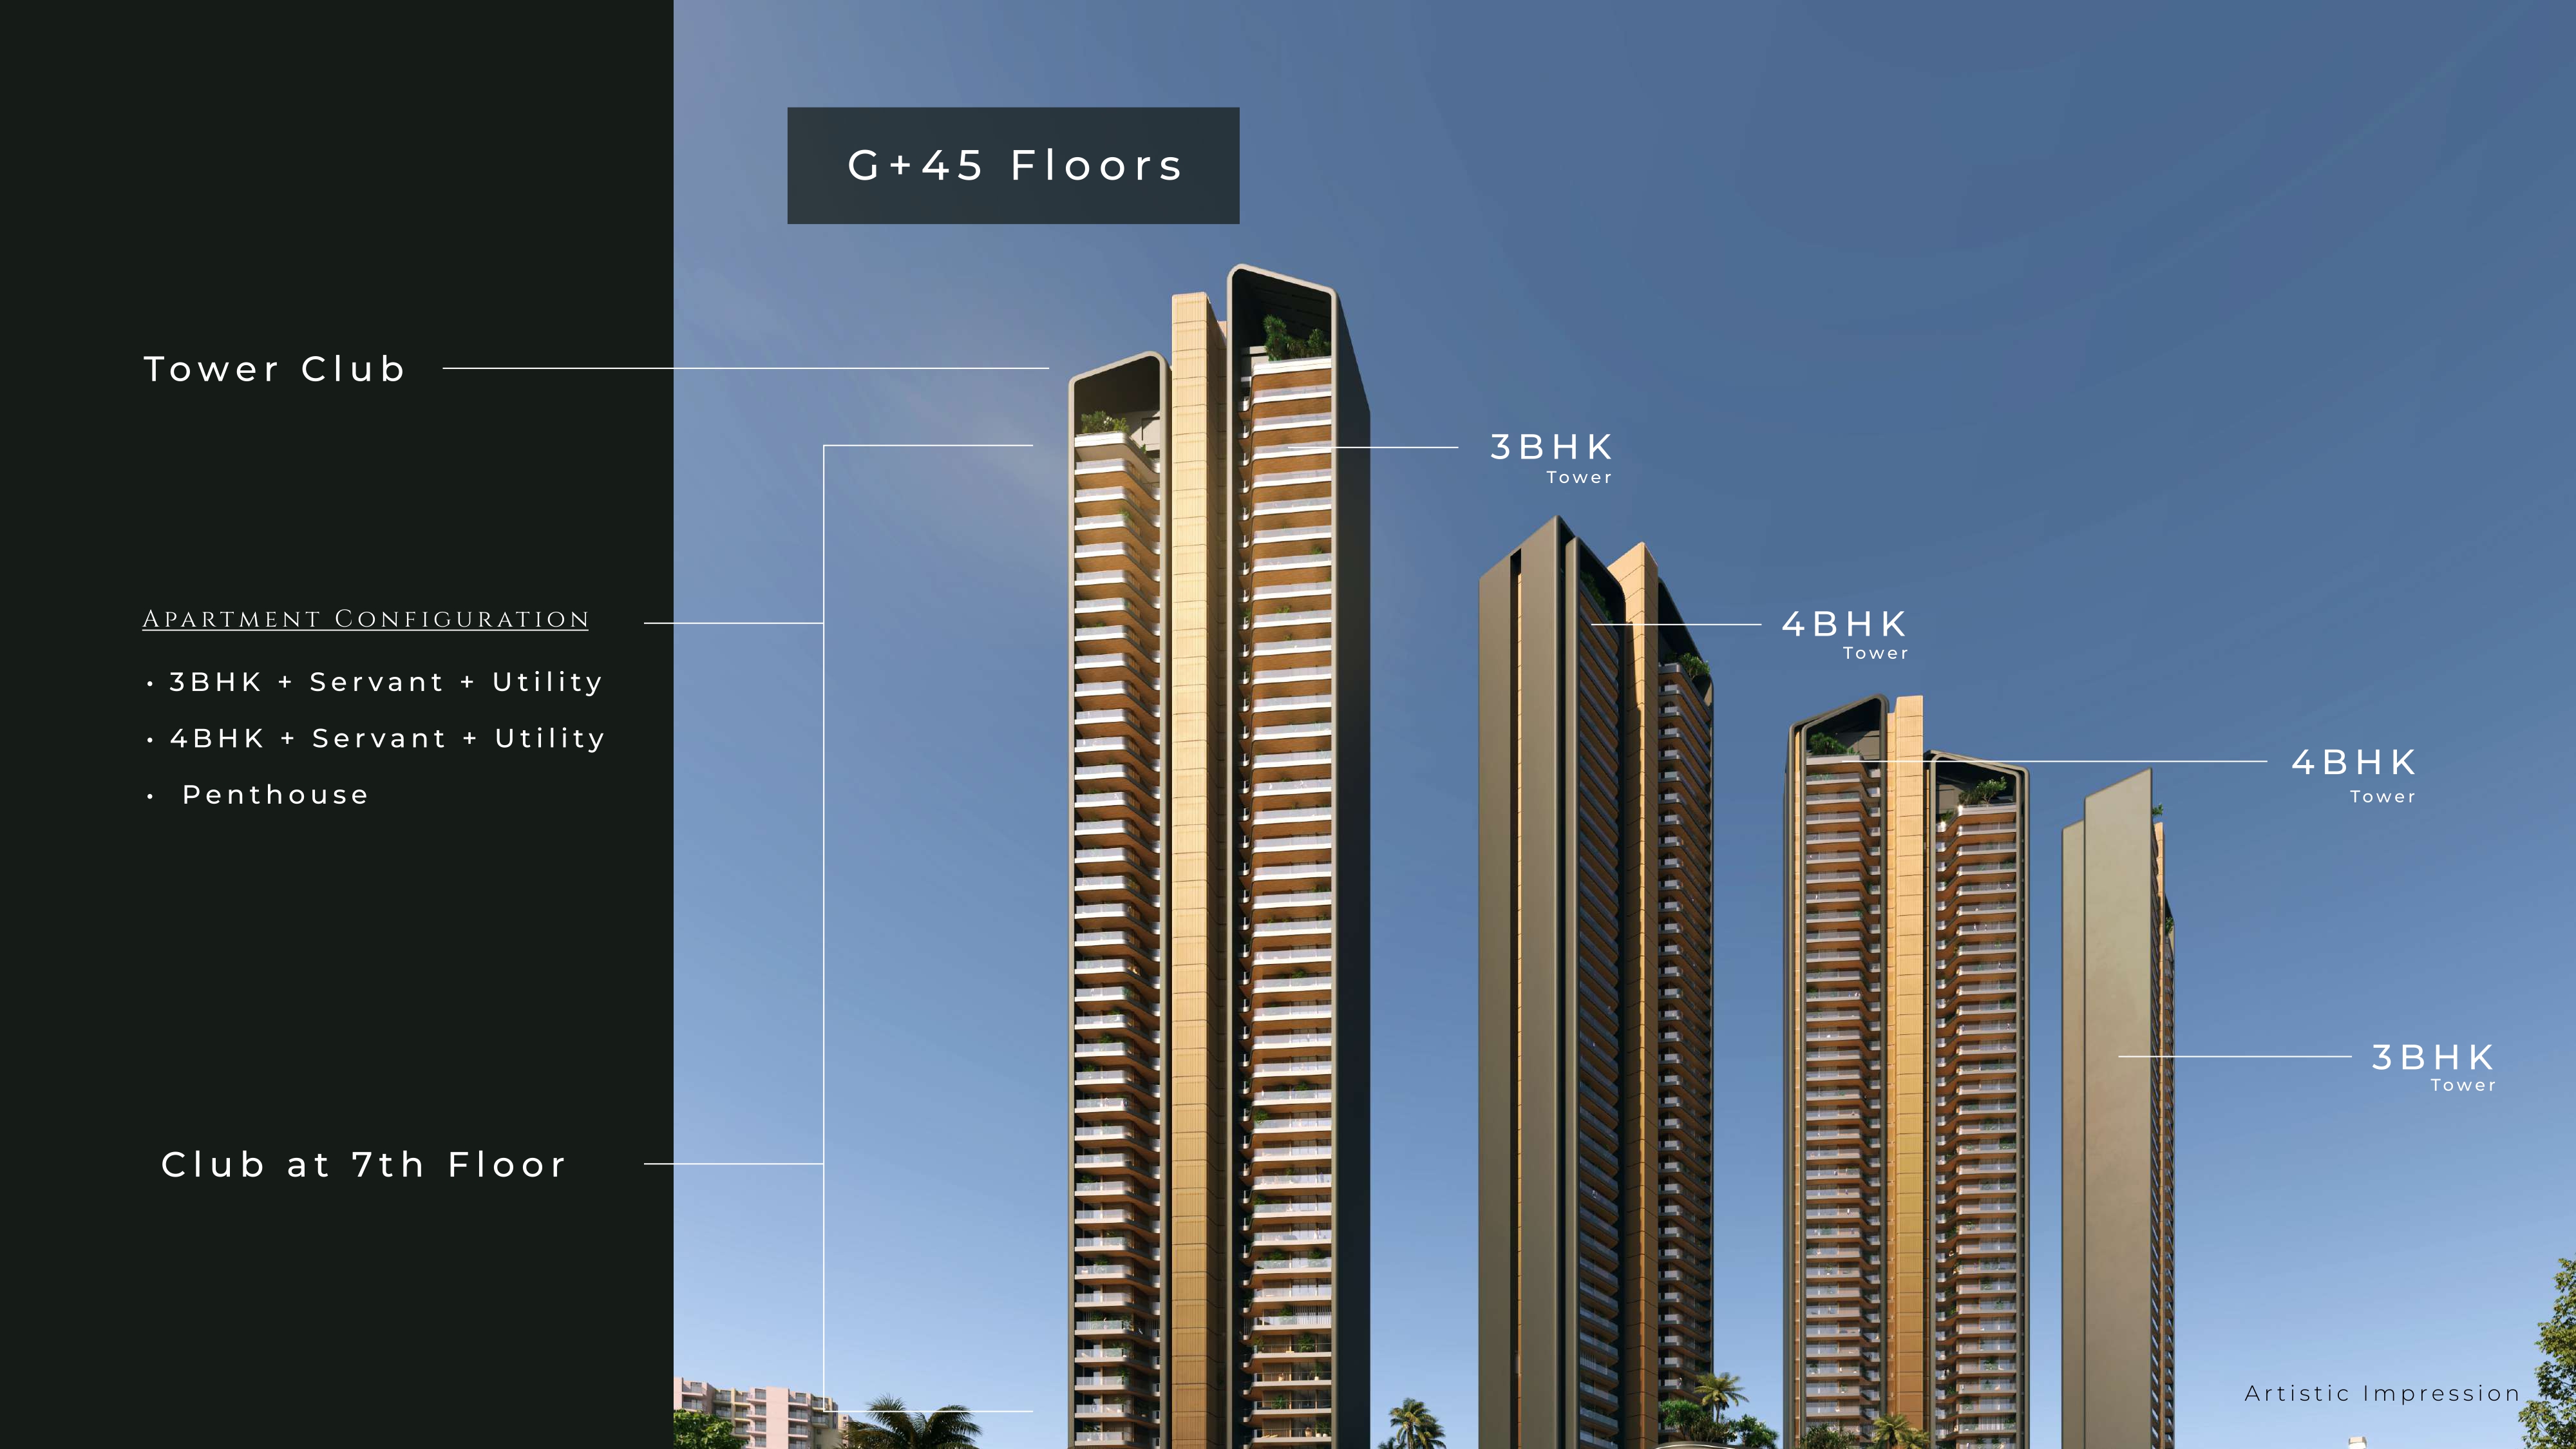 G+45 Floors
Tower Club
3BHK
Tower
Apartment Configuration
• 3BHK + Servant + Utility
• 4BHK + Servant + Utility
• Penthouse
4BHK
Tower
4BHK
Tower
3BHK
Tower
Club at 7th Floor
Artistic Impression